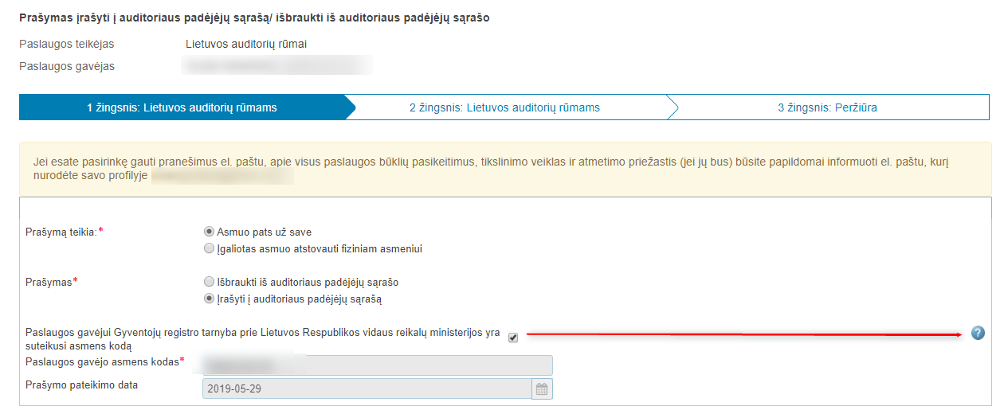 Prašymas įrašyti į auditoriaus padėjėjų sąrašą/ išbraukti iš auditoriaus padėjėjų sąrašo
Paslaugos teikėjas Lietuvos auditorių rūmai
Paslaugos gavėjas
1 žingsnis: Lietuvos auditorių rūmams 2 žingsnis: Lietuvos auditorių rūmams 3 žingsnis: Peržiūra
Jei esate pasirinkę gauti pranešimus el. paštu, apie visus paslaugos būklių pasikeitimus, tikslinimo veiklas ir atmetimo priežastis (jei jų bus) būsite papildomai informuoti el. paštu, kurį
nurodėte savo profilyje
Prašymą teikia:* Asmuo pats už save
Įgaliotas asmuo atstovauti fiziniam asmeniui
Prašymas* Išbraukti iš auditoriaus padėjėjų sąrašo
Įrašyti į auditoriaus padėjėjų sąrašą
Paslaugos gavėjui Gyventojų registro tarnyba prie Lietuvos Respublikos vidaus reikalų ministerijos yra
suteikusi asmens kodą ?
Paslaugos gavėjo asmens kodas*
Prašymo pateikimo data 2019-05-29